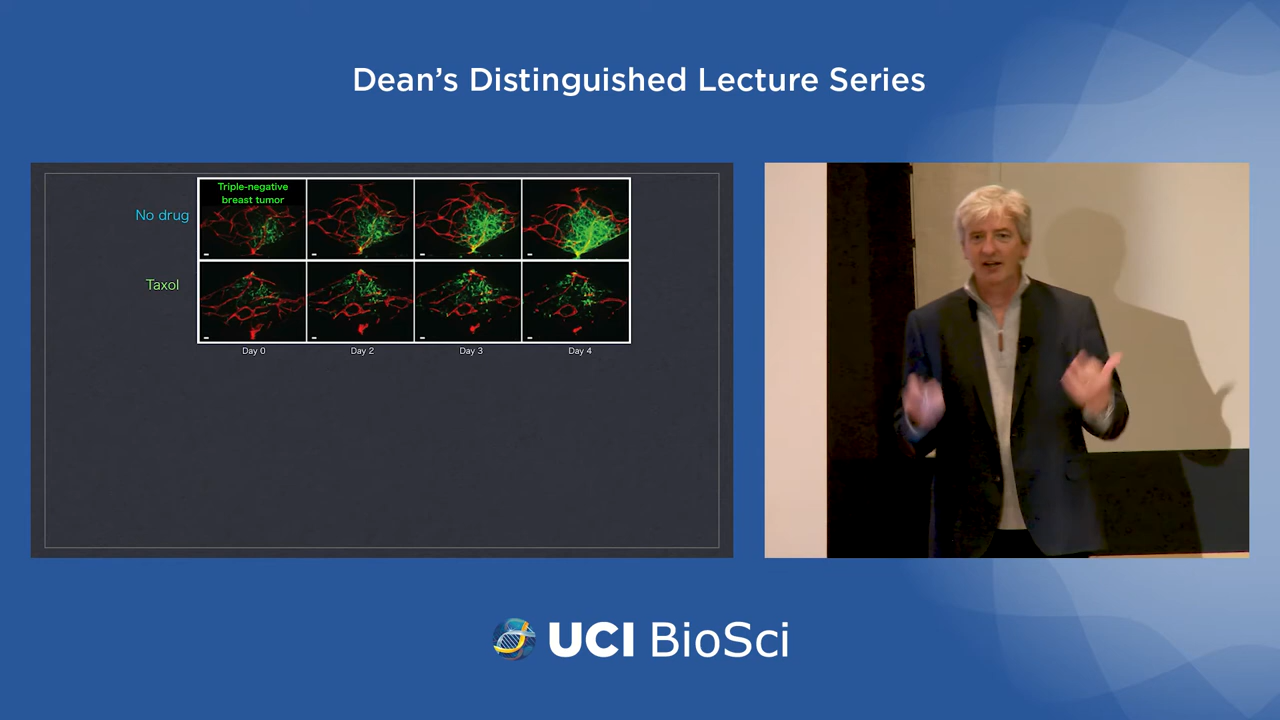 Dean's Distinguished Lecture Series
Triple-negative
breast tumor
No drug
Taxol
Day 0
Day 2
Day 3
Day 4
UCI BioSci